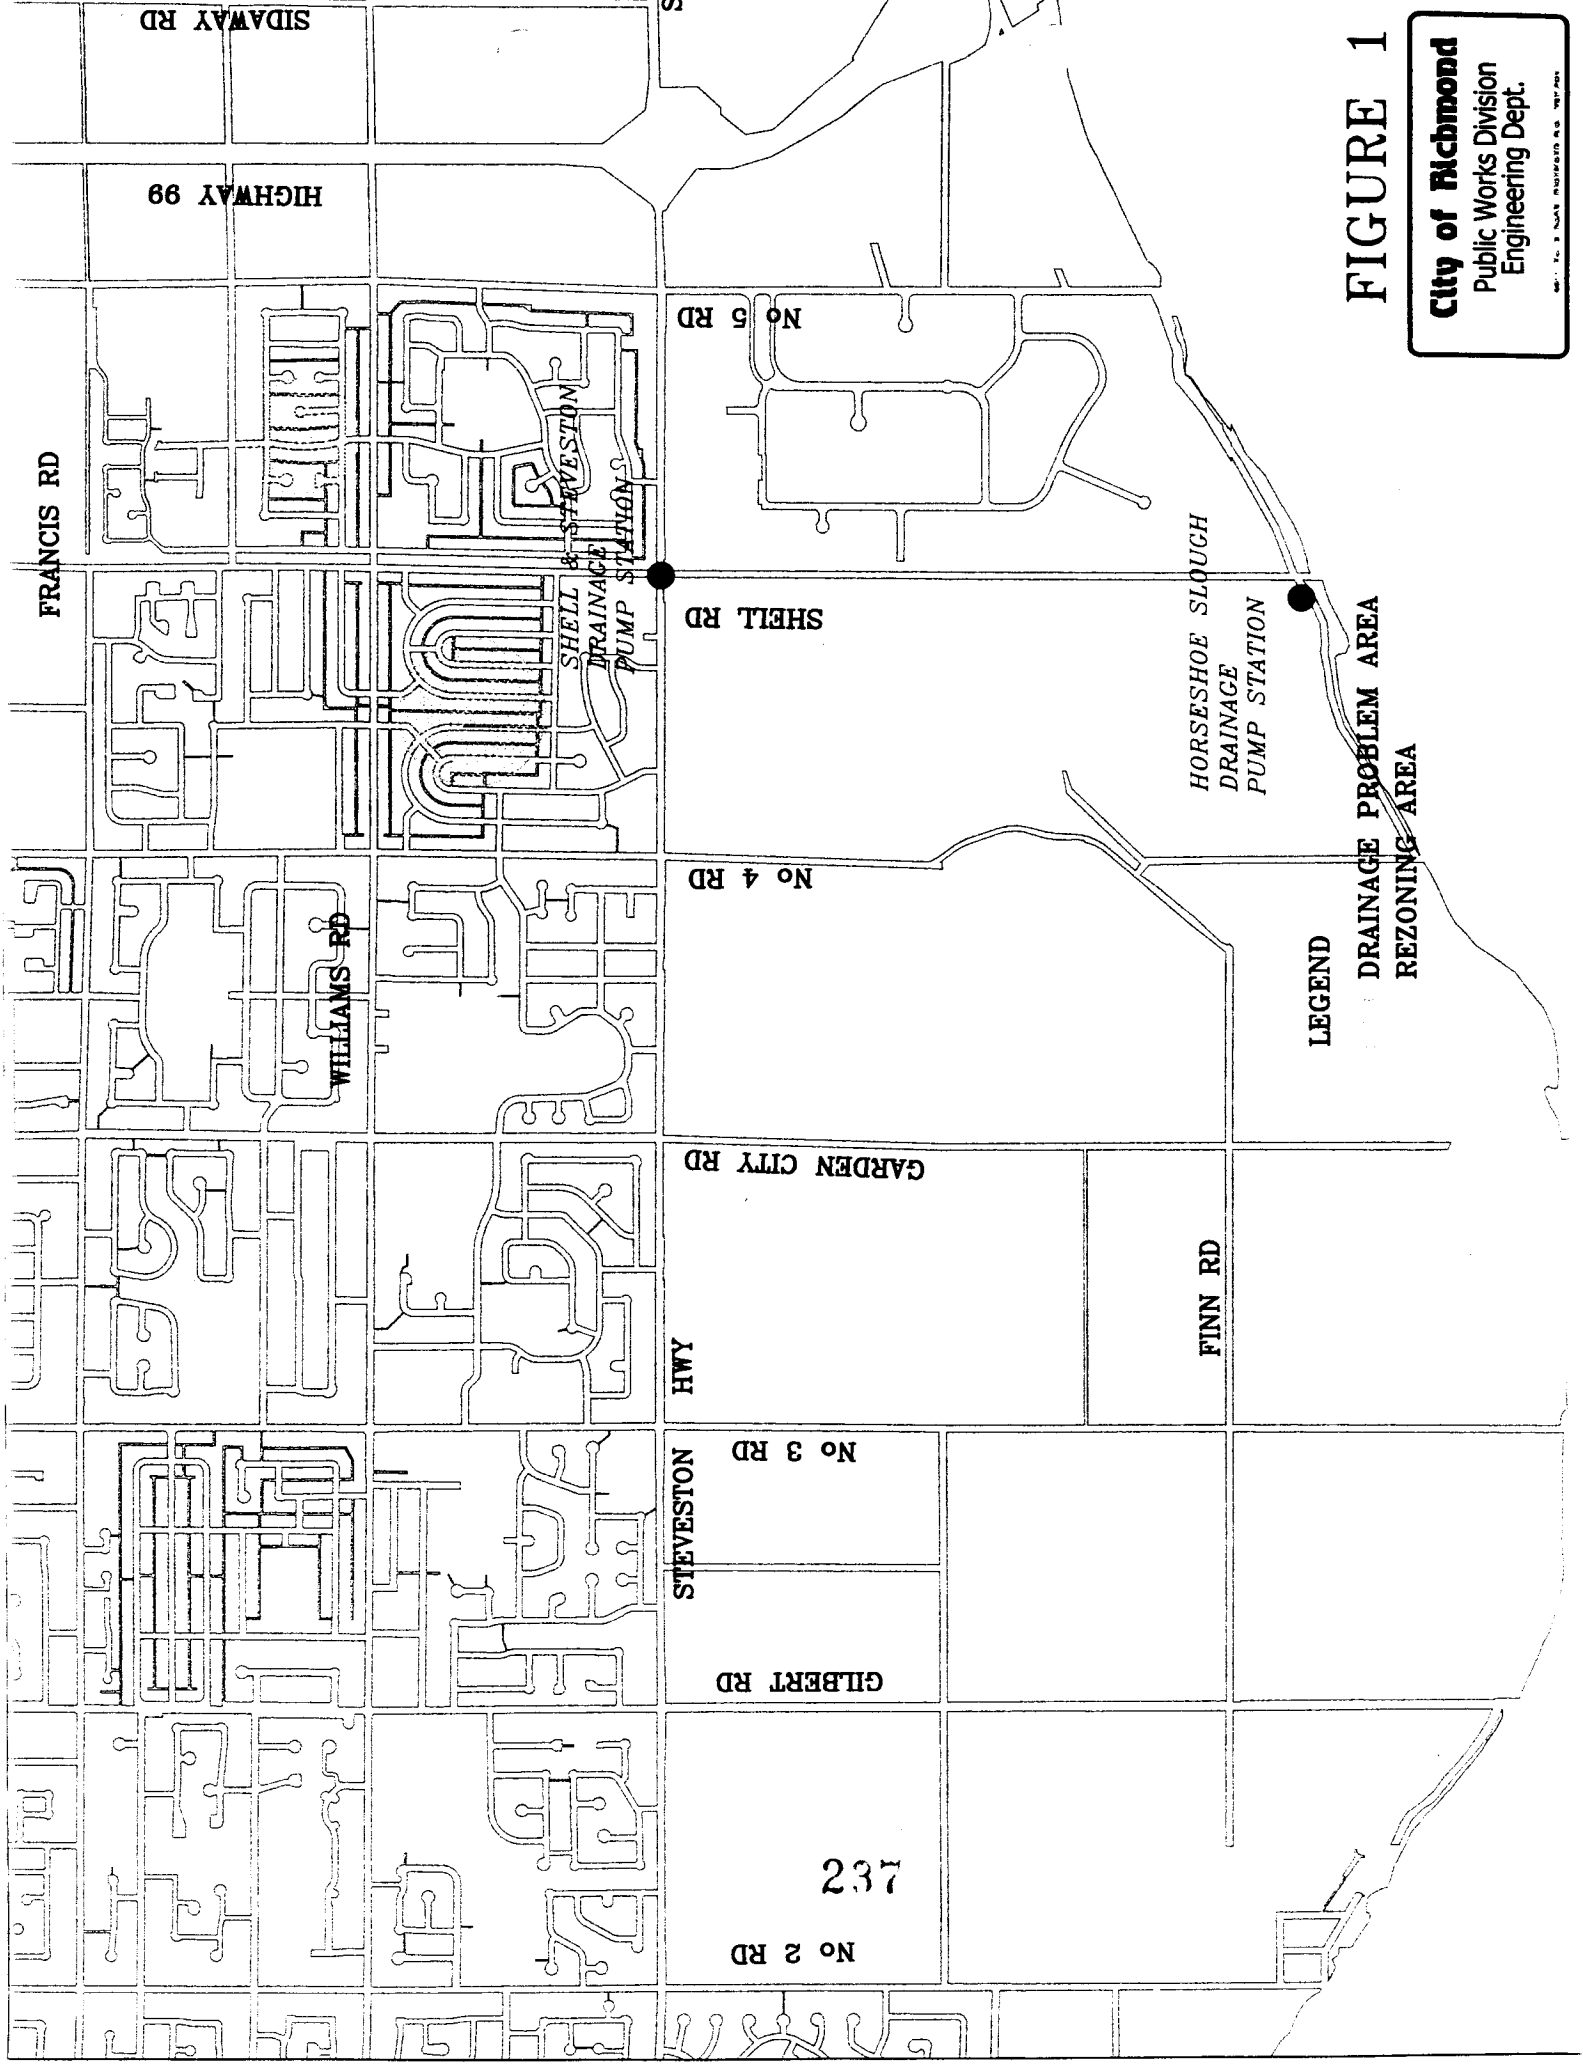 SIDAWAY RD
HIGHWAY 99
FRANCIS RD
No 5 RD
SHELL & STEVESTON
DRAINAGE
PUMP STATION
SHELL RD
HORSESHOE SLOUGH
DRAINAGE
PUMP STATION
WILLIAMS RD
No 4 RD
GARDEN CITY RD
FINN RD
STEVESTON HWY
No 3 RD
GILBERT RD
No 2 RD
LEGEND
DRAINAGE PROBLEM AREA
REZONING AREA
237
FIGURE 1
City of Richmond
Public Works Division
Engineering Dept.